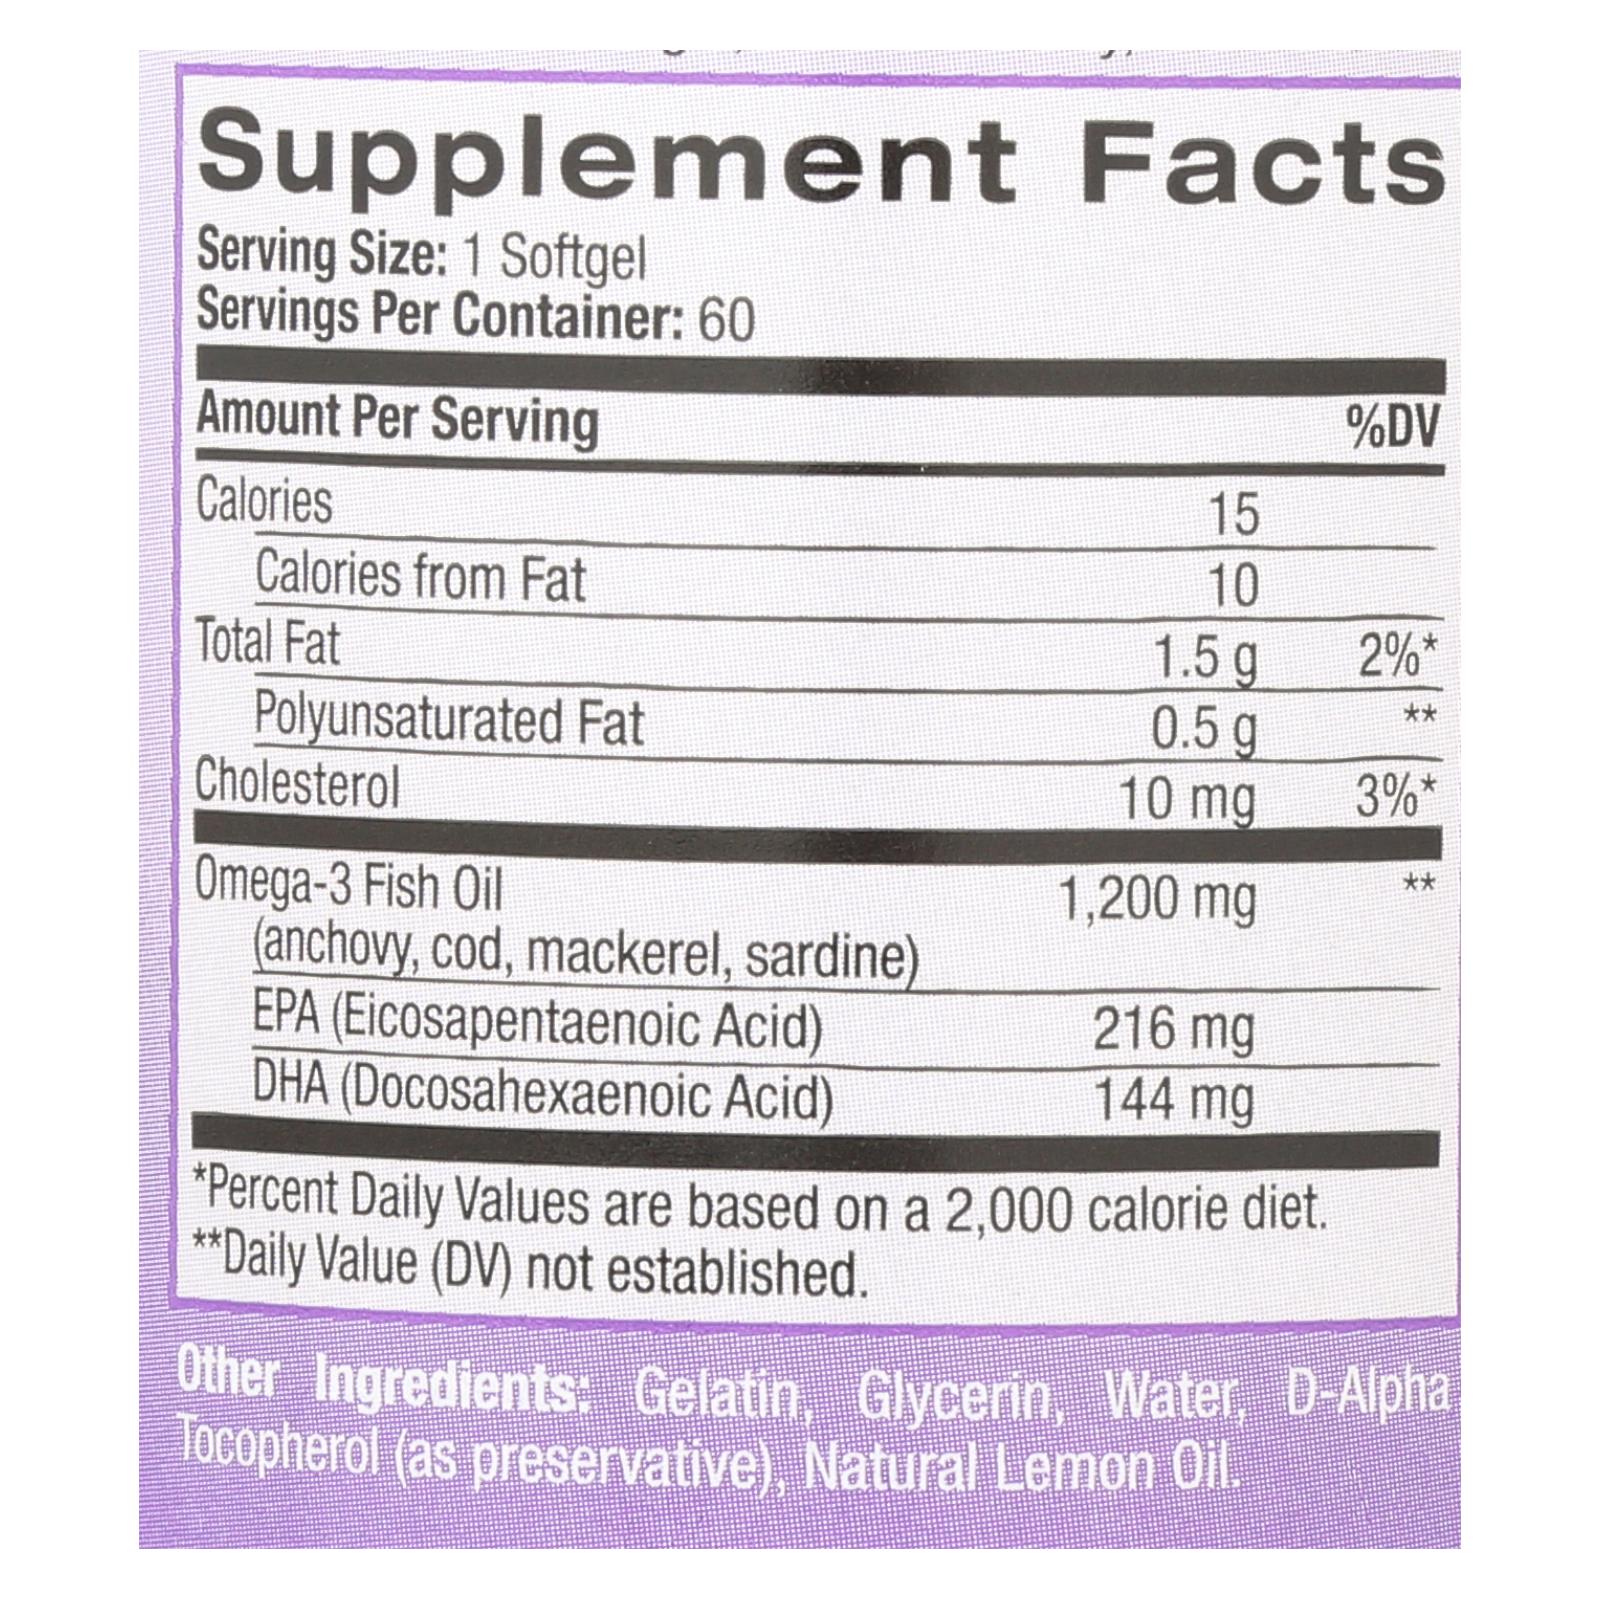 Supplement Facts
Serving Size: 1 Softgel
Servings Per Container: 60
Amount Per Serving %DV
Calories 15
Calories from Fat 10
Total Fat 1.5 g 2%*
Polyunsaturated Fat 0.5 g **
Cholesterol 10 mg 3%*
Omega-3 Fish Oil 1,200 mg **
(anchovy, cod, mackerel, sardine)
EPA (Eicosapentaenoic Acid) 216 mg
DHA (Docosahexaenoic Acid) 144 mg
*Percent Daily Values are based on a 2,000 calorie diet.
**Daily Value (DV) not established.
Other Ingredients: Gelatin, Glycerin, Water, D-Alpha
Tocopherol (as preservative), Natural Lemon Oil.